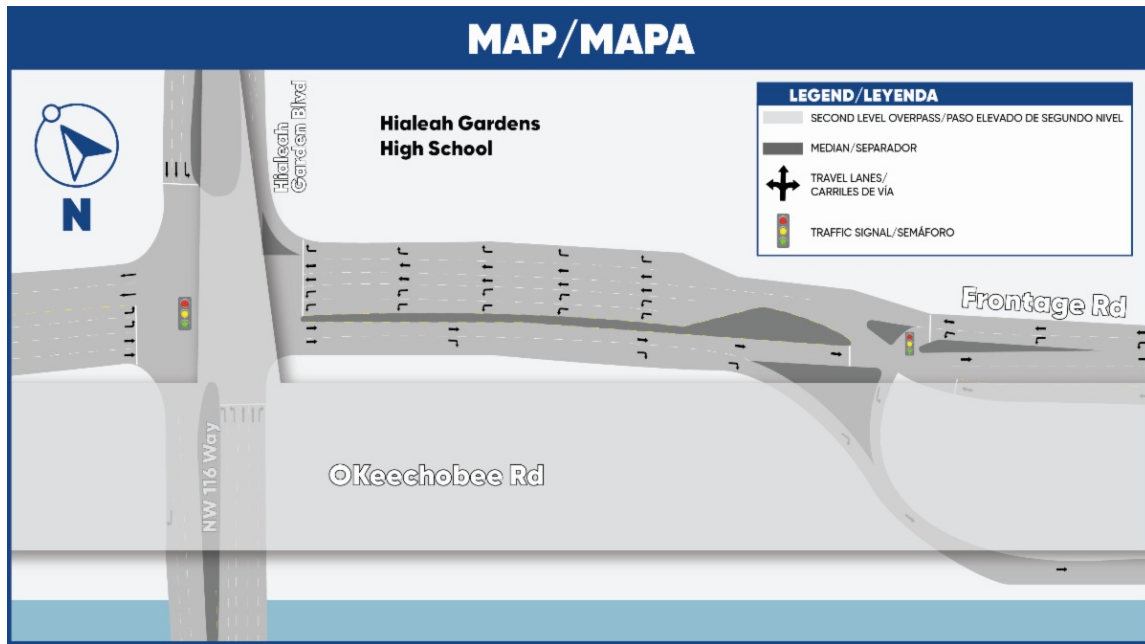 MAP/MAPA
Hialeah
Garden Blvd
Hialeah Gardens
High School
LEGEND/LEYENDA
SECOND LEVEL OVERPASS/PASO ELEVADO DE SEGUNDO NIVEL
MEDIAN/SEPARADOR
TRAVEL LANES/
CARRILES DE VÍA
TRAFFIC SIGNAL/SEMÁFORO
N
Frontage Rd
NW 116 Way
OKeechobee Rd